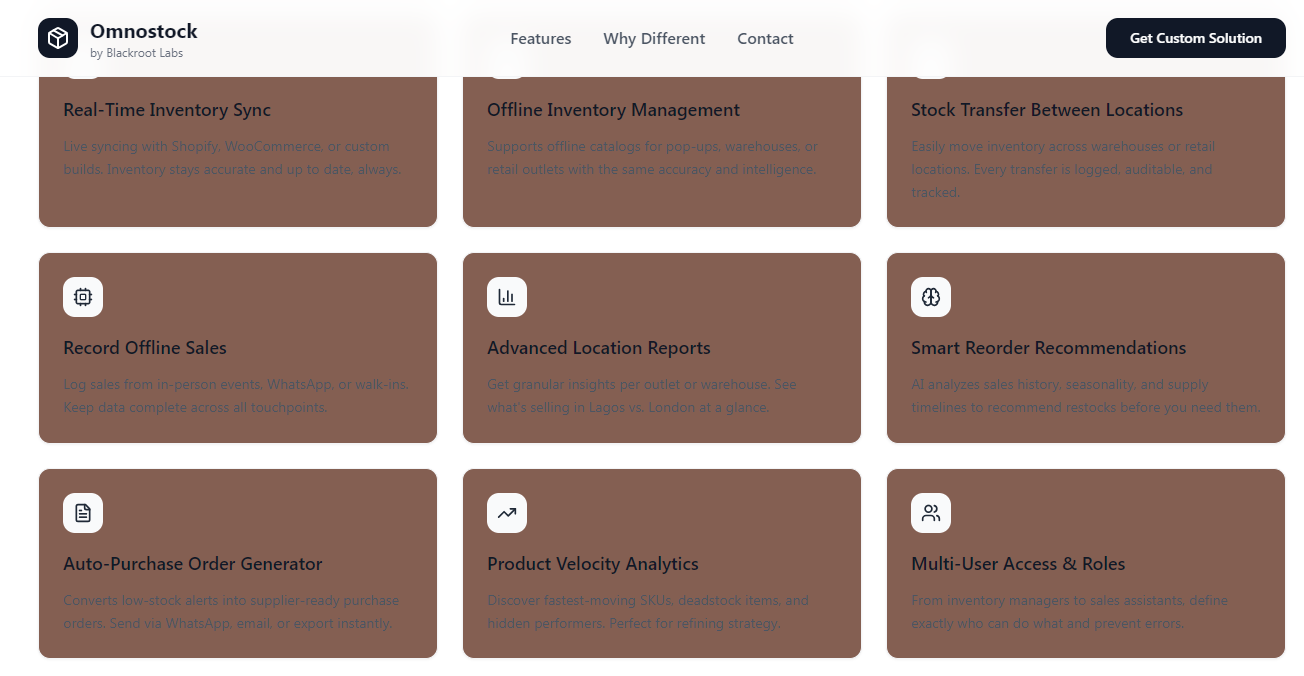 Omnostock
by Blackroot Labs
Features
Why Different
Contact
Get Custom Solution
Real-Time Inventory Sync
Live syncing with Shopify, WooCommerce, or custom
builds. Inventory stays accurate and up to date, always.
Offline Inventory Management
Supports offline catalogs for pop-ups, warehouses, or
retail outlets with the same accuracy and intelligence.
Stock Transfer Between Locations
Easily move inventory across warehouses or retail
locations. Every transfer is logged, auditable, and
tracked.
Record Offline Sales
Log sales from in-person events, WhatsApp, or walk-ins.
Keep data complete across all touchpoints.
Advanced Location Reports
Get granular insights per outlet or warehouse. See
what's selling in Lagos vs. London at a glance.
Smart Reorder Recommendations
AI analyzes sales history, seasonality, and supply
timelines to recommend restocks before you need them.
Auto-Purchase Order Generator
Converts low-stock alerts into supplier-ready purchase
orders. Send via WhatsApp, email, or export instantly.
Product Velocity Analytics
Discover fastest-moving SKUs, deadstock items, and
hidden performers. Perfect for refining strategy.
Multi-User Access & Roles
From inventory managers to sales assistants, define
exactly who can do what and prevent errors.